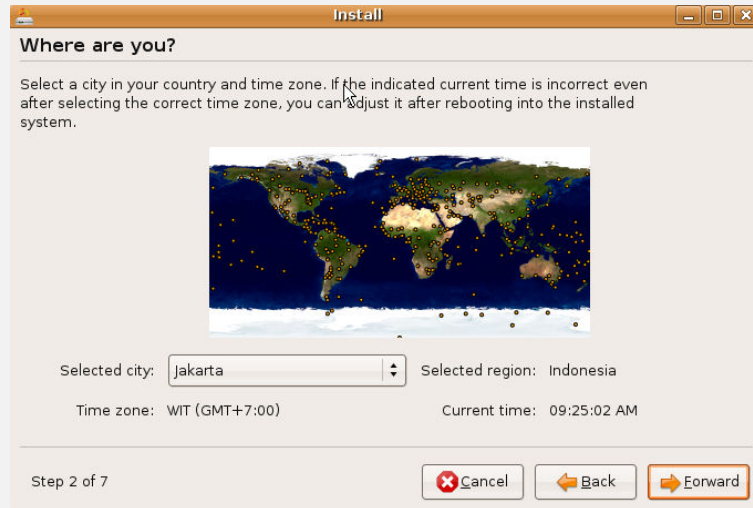 Install
Where are you?
Select a city in your country and time zone. If the indicated current time is incorrect even
after selecting the correct time zone, you can adjust it after rebooting into the installed
system.
Selected city: Jakarta Selected region: Indonesia
Time zone: WIT (GMT+7:00) Current time: 09:25:02 AM
Step 2 of 7 Cancel Back Forward